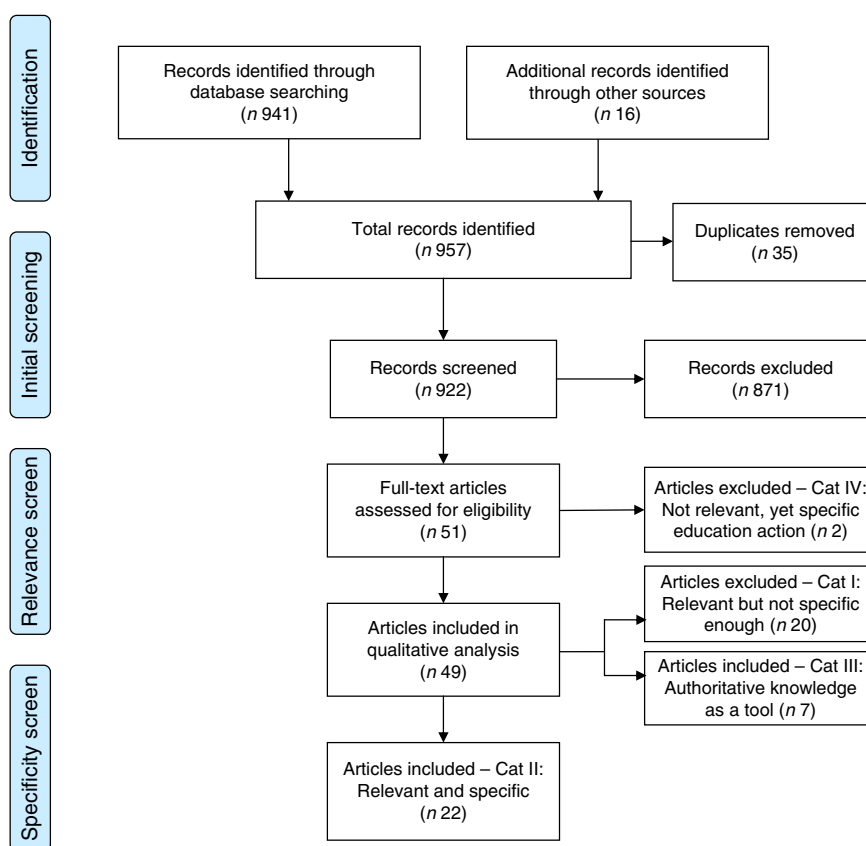 Identification
Records identified through
database searching
(n 941)
Additional records identified
through other sources
(n 16)
Total records identified
(n 957)
Duplicates removed
(n 35)
Initial screening
Records screened
(n 922)
Records excluded
(n 871)
Relevance screen
Full-text articles
assessed for eligibility
(n 51)
Articles excluded – Cat IV:
Not relevant, yet specific
education action (n 2)
Articles included in
qualitative analysis
(n 49)
Articles excluded – Cat I:
Relevant but not specific
enough (n 20)
Articles included – Cat III:
Authoritative knowledge
as a tool (n 7)
Specificity screen
Articles included – Cat II:
Relevant and specific
(n 22)